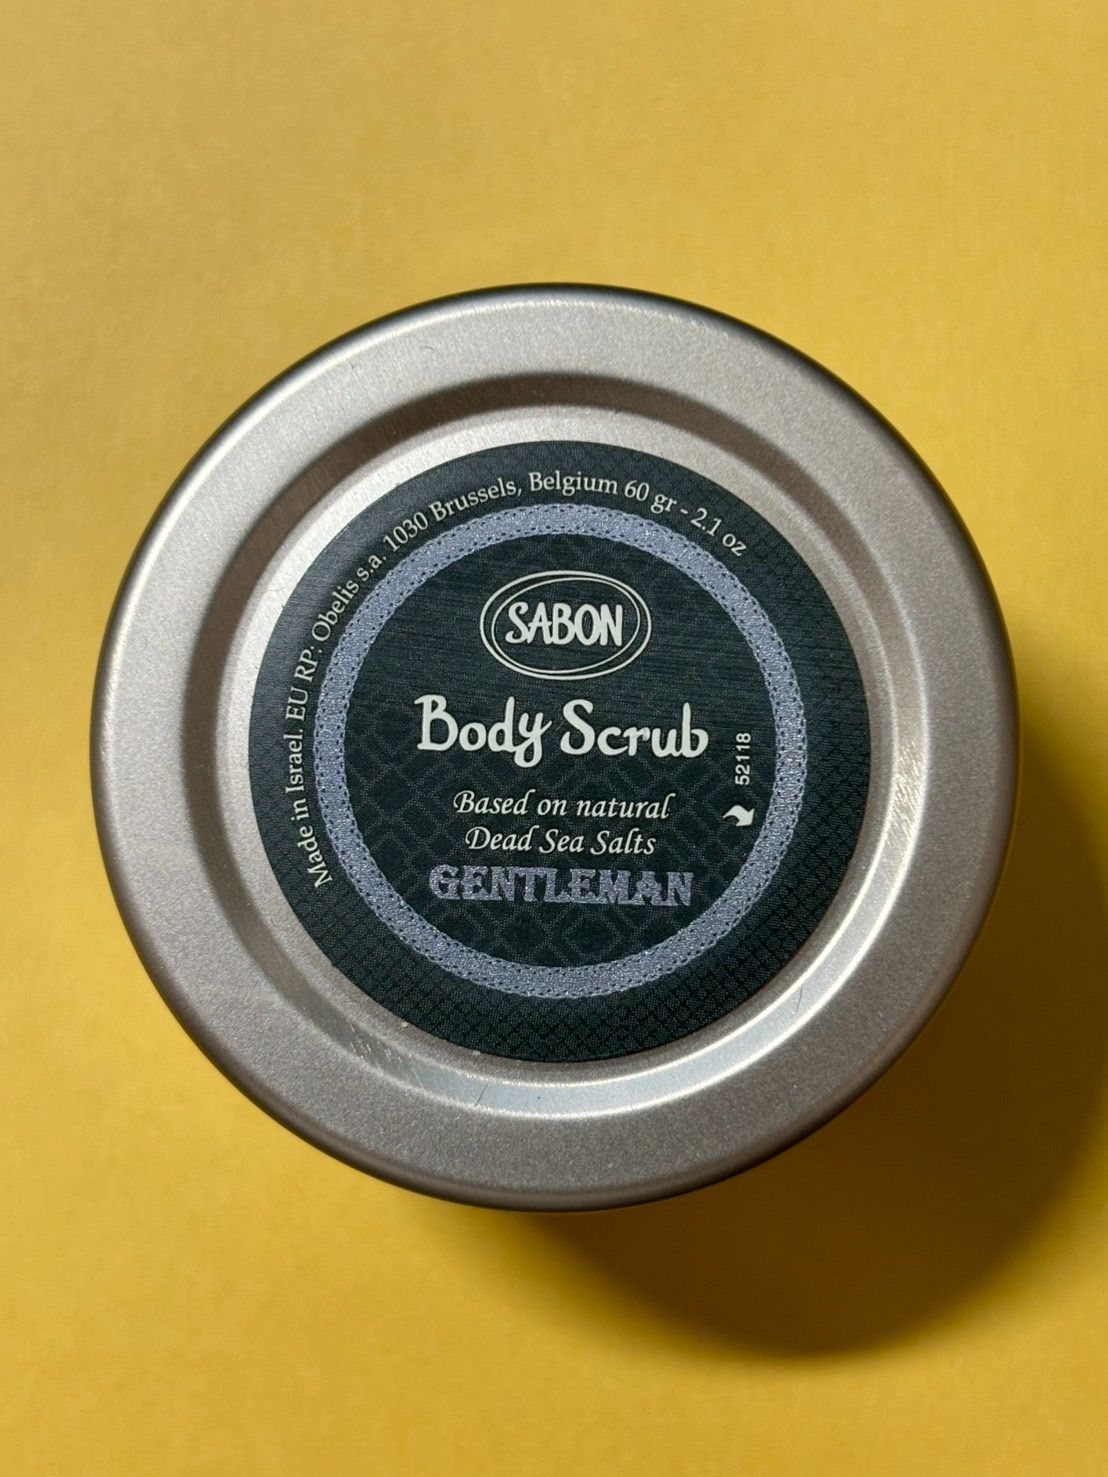 Made in Israel. EU RP: Obelis s.a. 1030 Brussels, Belgium 60 gr - 2.1 oz
SABON
Body Scrub
Based on natural
Dead Sea Salts
GENTLEMAN
52118